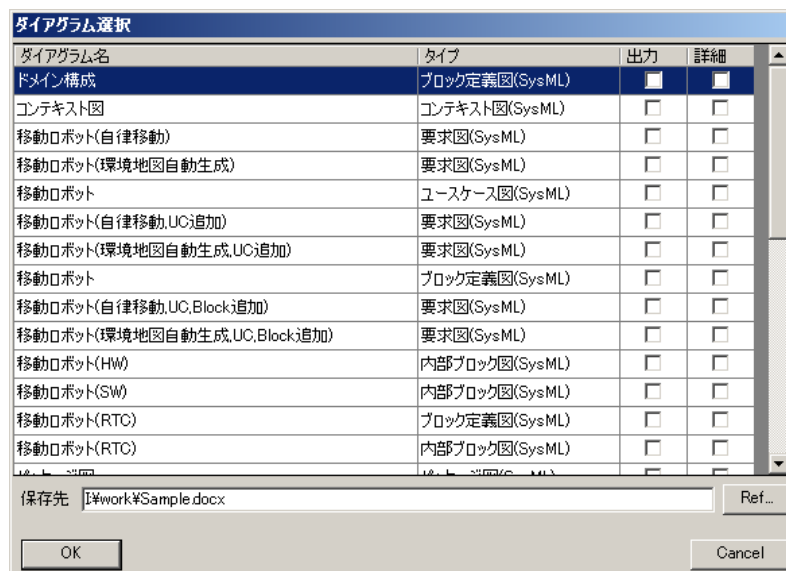 ダイアグラム選択
ダイアグラム名 タイプ 出力 詳細
ドメイン構成 ブロック定義図(SysML)
コンテキスト図 コンテキスト図(SysML)
移動ロボット(自律移動) 要求図(SysML)
移動ロボット(環境地図自動生成) 要求図(SysML)
移動ロボット ユースケース図(SysML)
移動ロボット(自律移動,UC追加) 要求図(SysML)
移動ロボット(環境地図自動生成,UC追加) 要求図(SysML)
移動ロボット ブロック定義図(SysML)
移動ロボット(自律移動,UC,Block追加) 要求図(SysML)
移動ロボット(環境地図自動生成,UC,Block追加) 要求図(SysML)
移動ロボット(HW) 内部ブロック図(SysML)
移動ロボット(SW) 内部ブロック図(SysML)
移動ロボット(RTC) ブロック定義図(SysML)
移動ロボット(RTC) 内部ブロック図(SysML)
保存先 I:¥work¥Sample.docx Ref...
OK Cancel